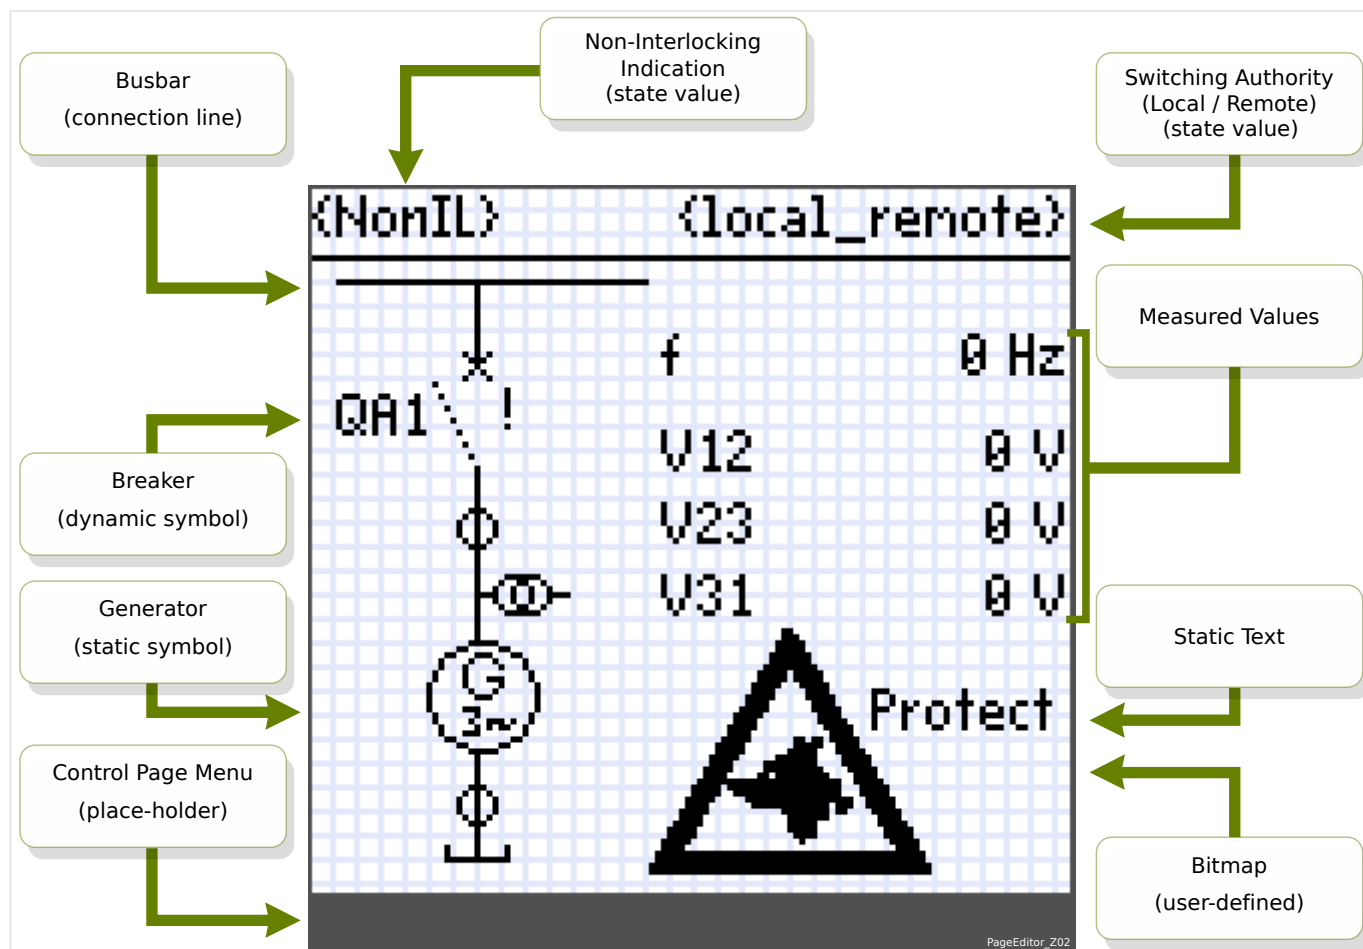 Non-Interlocking
Indication
(state value)
Busbar
(connection line)
Switching Authority
(Local / Remote)
(state value)
{NonIL} {local_remote}
Measured Values
f 0 Hz
QA1 !
V12 0 V
Breaker
(dynamic symbol)
V23 0 V
V31 0 V
Generator
(static symbol)
Static Text
G
3~
Protect
Control Page Menu
(place-holder)
Bitmap
(user-defined)
PageEditor_Z02